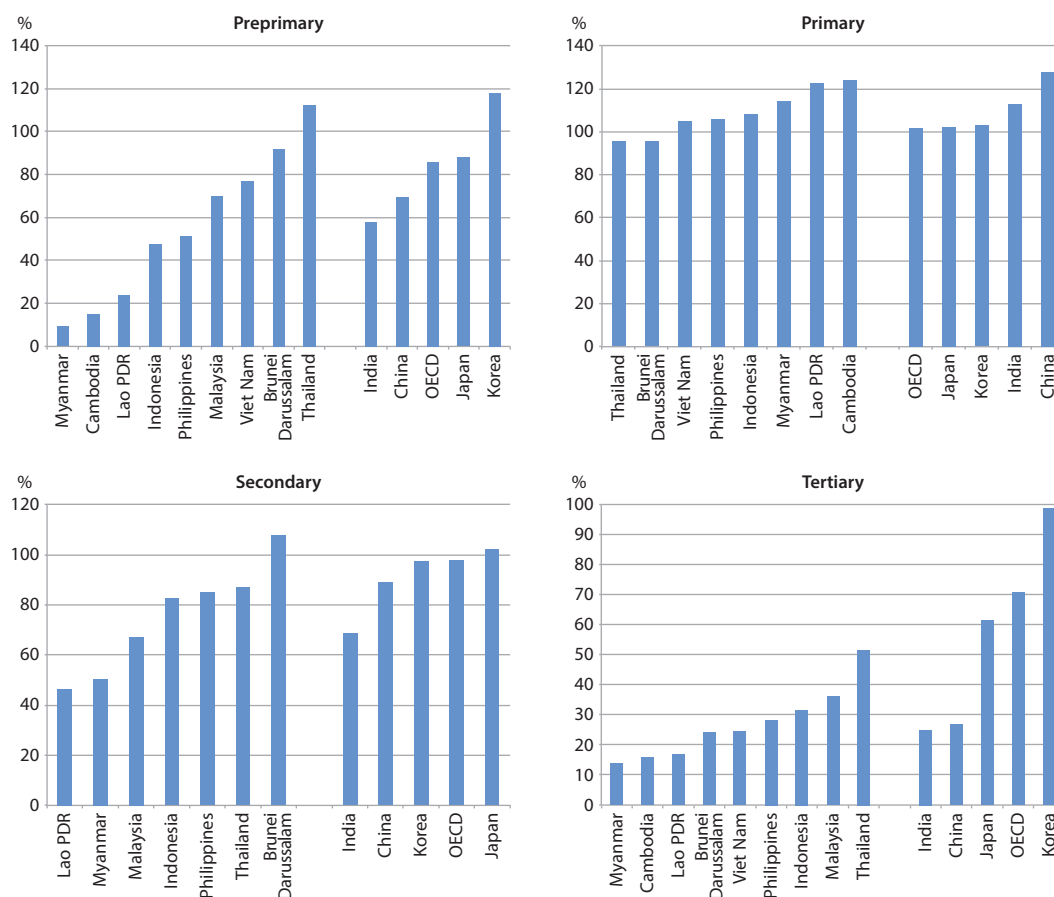 %
Preprimary
140
120
100
80
60
40
20
0
Myanmar
Cambodia
Lao PDR
Indonesia
Philippines
Malaysia
Viet Nam
Brunei
Darussalam
Thailand
India
China
OECD
Japan
Korea
%
Primary
140
120
100
80
60
40
20
0
Thailand
Brunei
Darussalam
Viet Nam
Philippines
Indonesia
Myanmar
Lao PDR
Cambodia
OECD
Japan
Korea
India
China
%
Secondary
120
100
80
60
40
20
0
Lao PDR
Myanmar
Malaysia
Indonesia
Philippines
Thailand
Brunei
Darussalam
India
China
Korea
OECD
Japan
%
Tertiary
100
90
80
70
60
50
40
30
20
10
0
Myanmar
Cambodia
Lao PDR
Brunei
Darussalam
Viet Nam
Philippines
Indonesia
Malaysia
Thailand
India
China
Japan
OECD
Korea